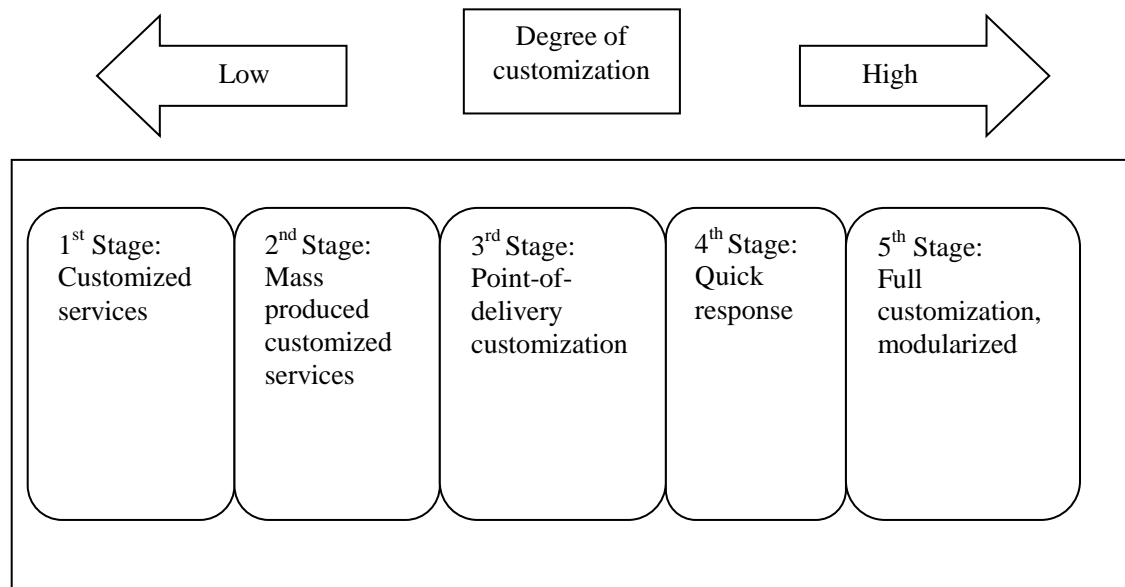 Low
Degree of
customization
High
1st Stage:
Customized
services
2nd Stage:
Mass
produced
customized
services
3rd Stage:
Point-of-
delivery
customization
4th Stage:
Quick
response
5th Stage:
Full
customization,
modularized